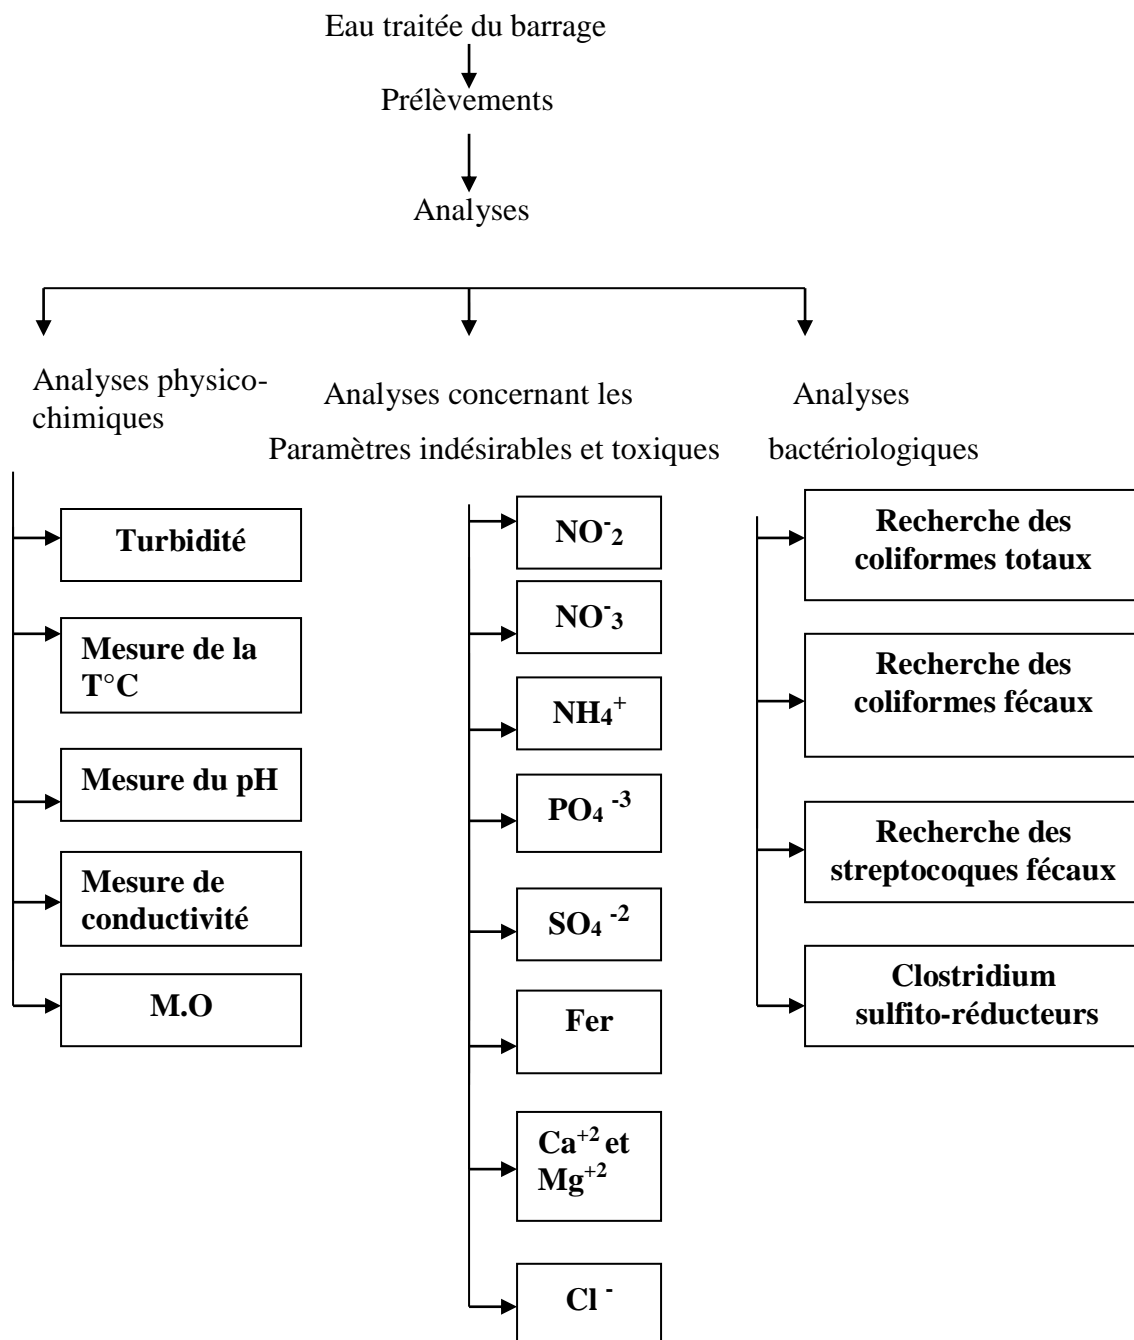 Eau traitée du barrage
Prélèvements
Analyses
Analyses physico-
chimiques
Turbidité
Mesure de la
T°C
Mesure du pH
Mesure de
conductivité
M.O
Analyses concernant les
Paramètres indésirables et toxiques
NO⁻₂
NO⁻₃
NH₄⁺
PO₄ ⁻³
SO₄ ⁻²
Fer
Ca⁺² et
Mg⁺²
Cl ⁻
Analyses
bactériologiques
Recherche des
coliformes totaux
Recherche des
coliformes fécaux
Recherche des
streptocoques fécaux
Clostridium
sulfito-réducteurs